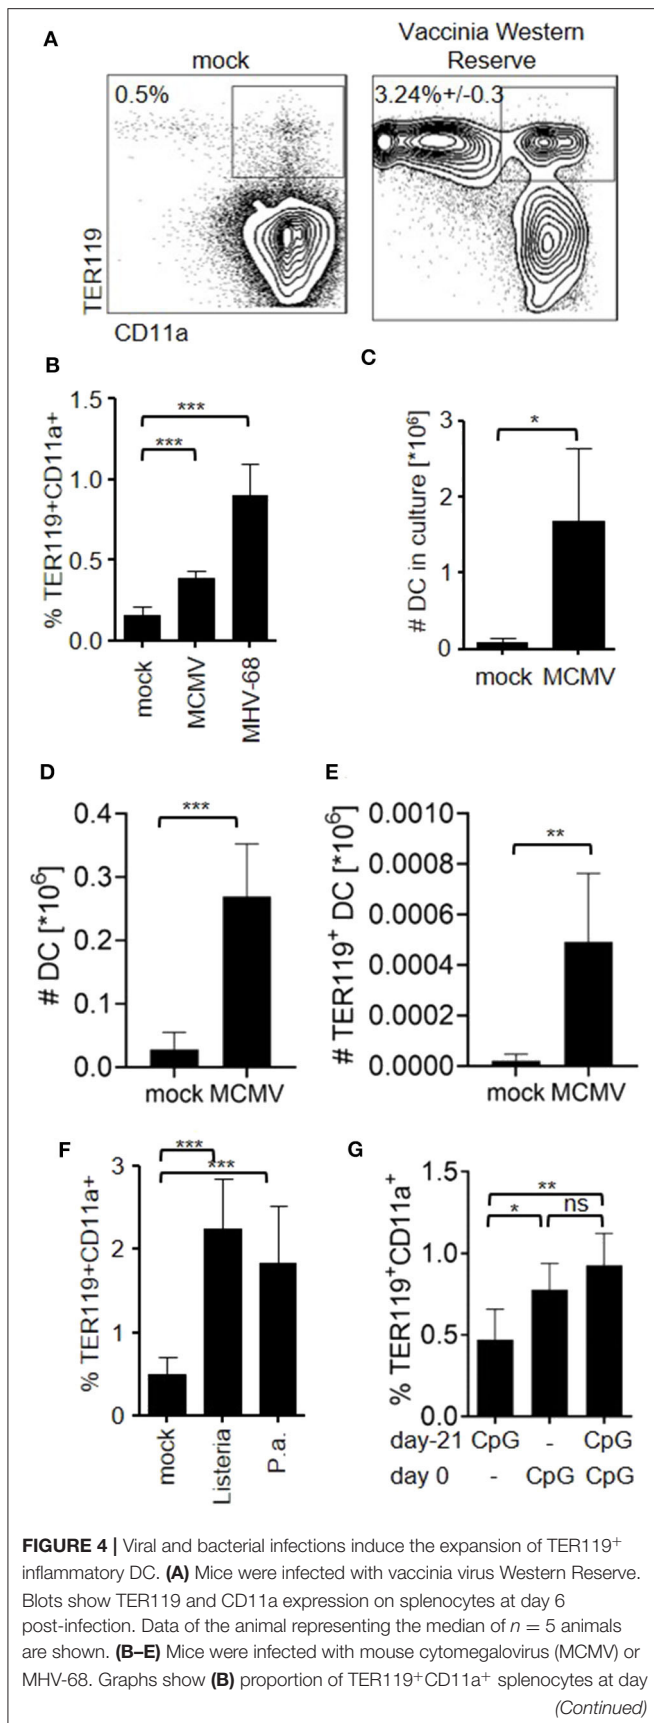 A
mock
Vaccinia Western
Reserve
0.5%
3.24%+/-0.3
TER119
CD11a
B
1.5
1.0
0.5
0.0
% TER119+CD11a+
***
***
mock
MCMV
MHV-68
C
3
2
1
0
# DC in culture [*10⁶]
*
mock MCMV
D
0.4
0.3
0.2
0.1
0.0
# DC [*10⁶]
***
mock MCMV
E
0.0010
0.0008
0.0006
0.0004
0.0002
0.0000
# TER119⁺ DC [*10⁶]
**
mock MCMV
F
3
2
1
0
% TER119+CD11a+
***
***
mock
Listeria
P.a.
G
1.5
1.0
0.5
0.0
% TER119⁺CD11a⁺
**
*
ns
day-21 CpG - CpG
day 0 - CpG CpG
FIGURE 4 | Viral and bacterial infections induce the expansion of TER119⁺
inflammatory DC. (A) Mice were infected with vaccinia virus Western Reserve.
Blots show TER119 and CD11a expression on splenocytes at day 6
post-infection. Data of the animal representing the median of n = 5 animals
are shown. (B–E) Mice were infected with mouse cytomegalovirus (MCMV) or
MHV-68. Graphs show (B) proportion of TER119⁺CD11a⁺ splenocytes at day
(Continued)